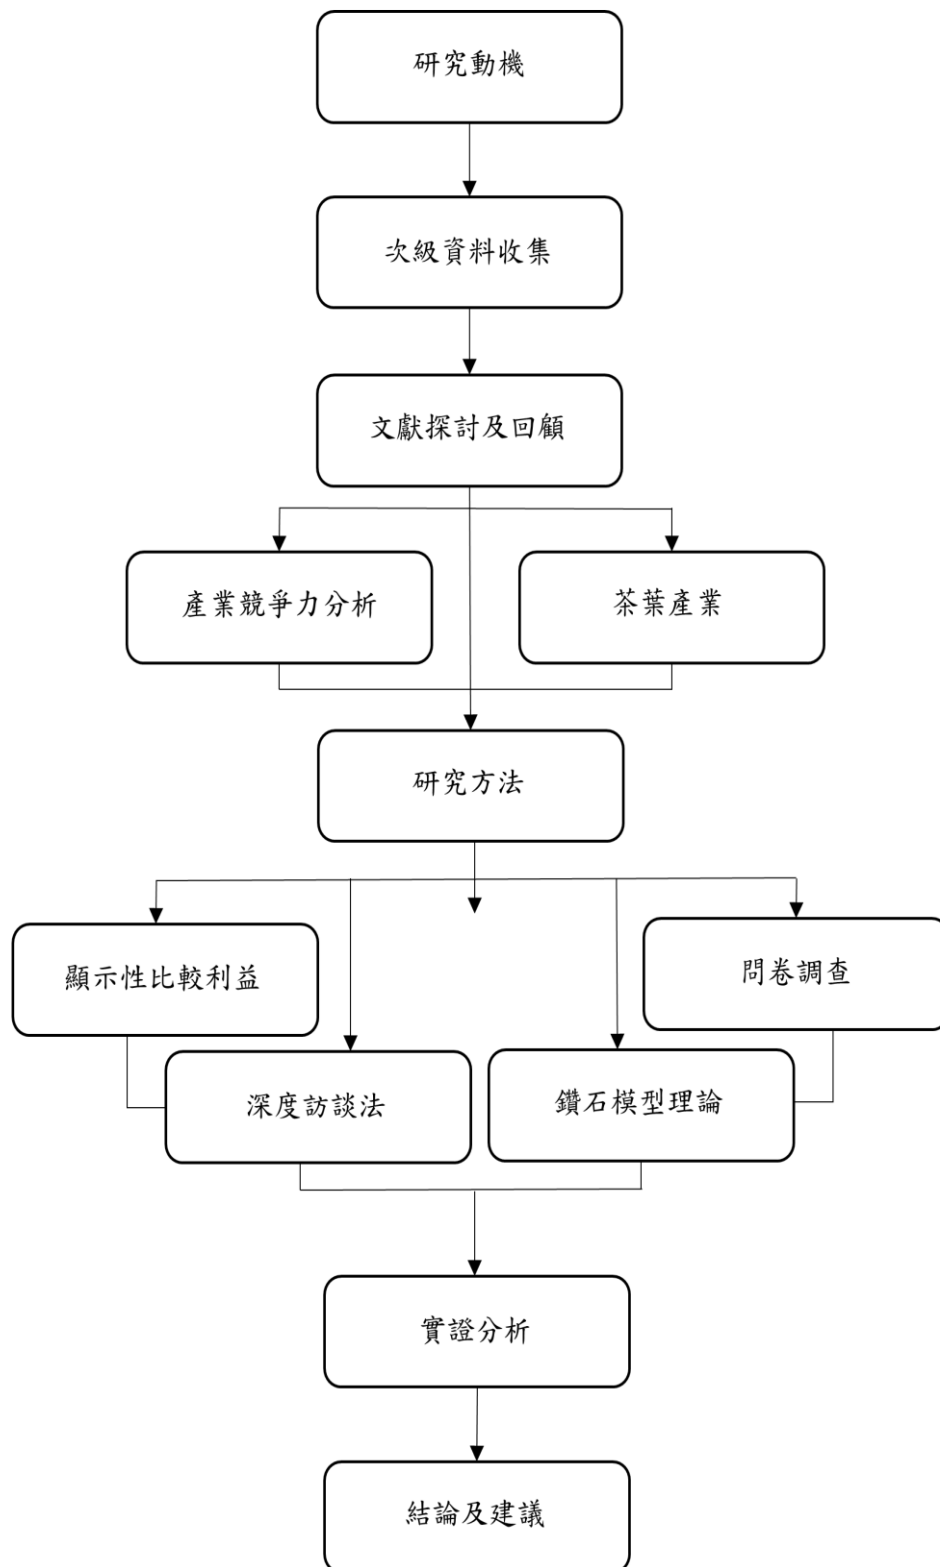 研究動機
次級資料收集
文獻探討及回顧
產業競爭力分析
茶葉產業
研究方法
顯示性比較利益
問卷調查
深度訪談法
鑽石模型理論
實證分析
結論及建議